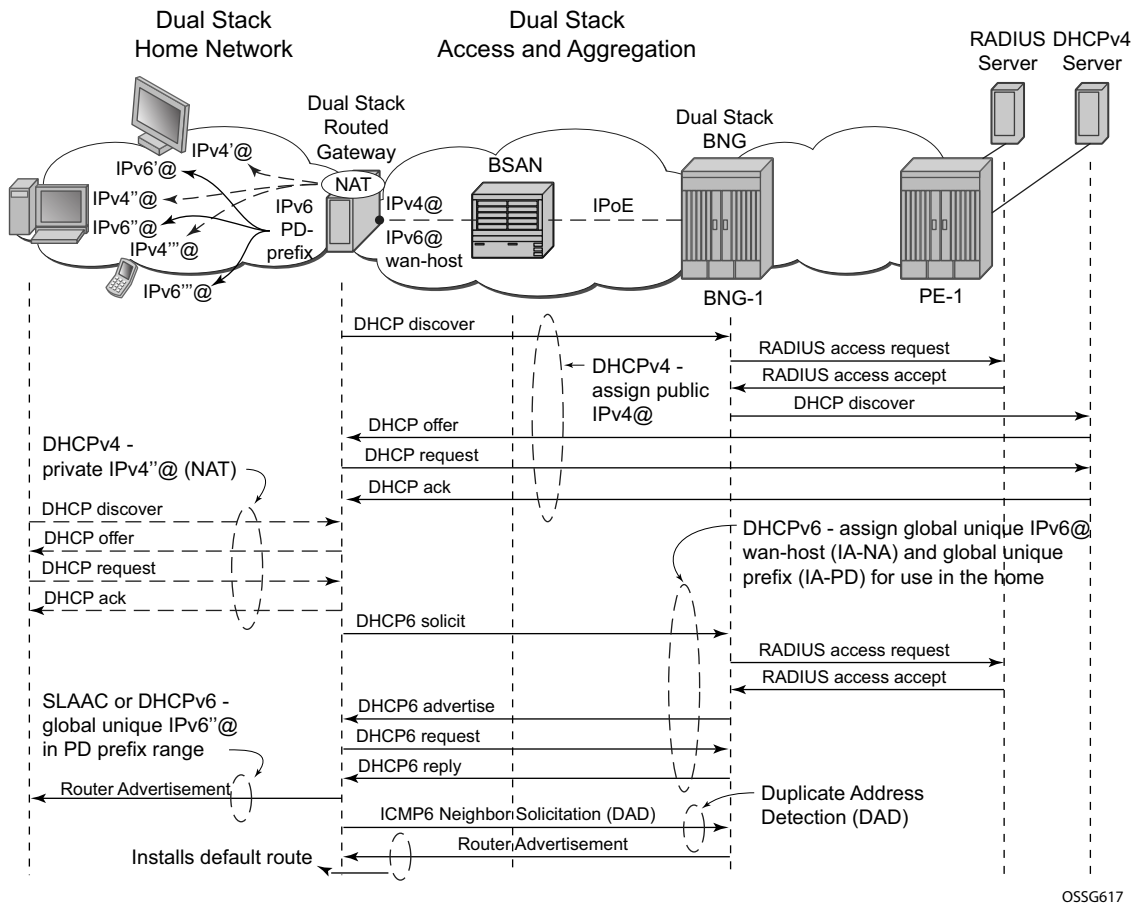 Dual Stack
Home Network
Dual Stack
Access and Aggregation
RADIUS
Server
DHCPv4
Server
Dual Stack
Routed
Gateway
Dual Stack
BNG
BSAN
NAT
IPv4'@
IPv6'@
IPv4''@
IPv6''@
IPv4'''@
IPv6'''@
IPv6
PD-
prefix
IPv4@
IPv6@
wan-host
IPoE
BNG-1
PE-1
DHCP discover
RADIUS access request
RADIUS access accept
DHCP discover
DHCPv4 -
assign public
IPv4@
DHCP offer
DHCP request
DHCP ack
DHCPv4 -
private IPv4''@ (NAT)
DHCP discover
DHCP offer
DHCP request
DHCP ack
DHCPv6 - assign global unique IPv6@
wan-host (IA-NA) and global unique
prefix (IA-PD) for use in the home
DHCP6 solicit
RADIUS access request
RADIUS access accept
DHCP6 advertise
DHCP6 request
DHCP6 reply
SLAAC or DHCPv6 -
global unique IPv6''@
in PD prefix range
Router Advertisement
ICMP6 Neighbor Solicitation (DAD)
Duplicate Address
Detection (DAD)
Router Advertisement
Installs default route
OSSG617